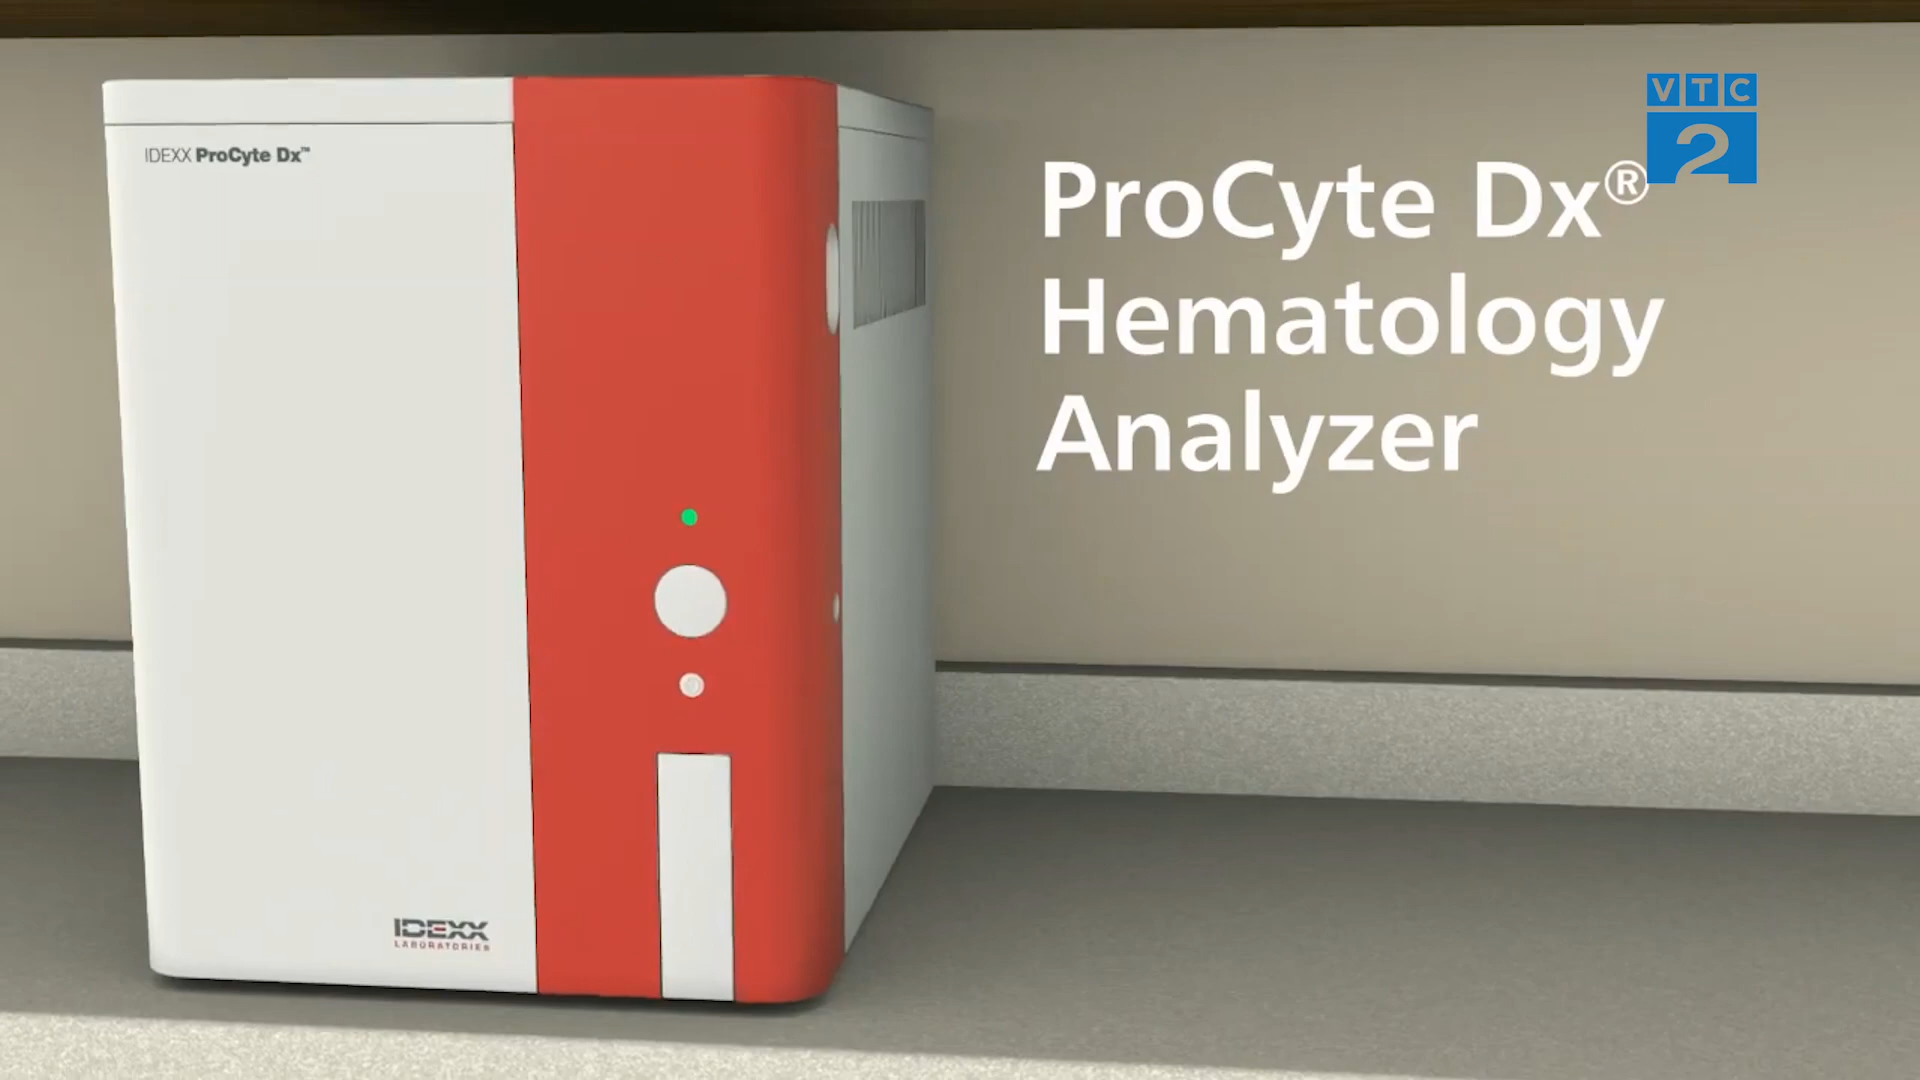 IDEXX ProCyte Dx™
ProCyte Dx®
Hematology
Analyzer
VTC
2
IDEXX
LABORATORIES